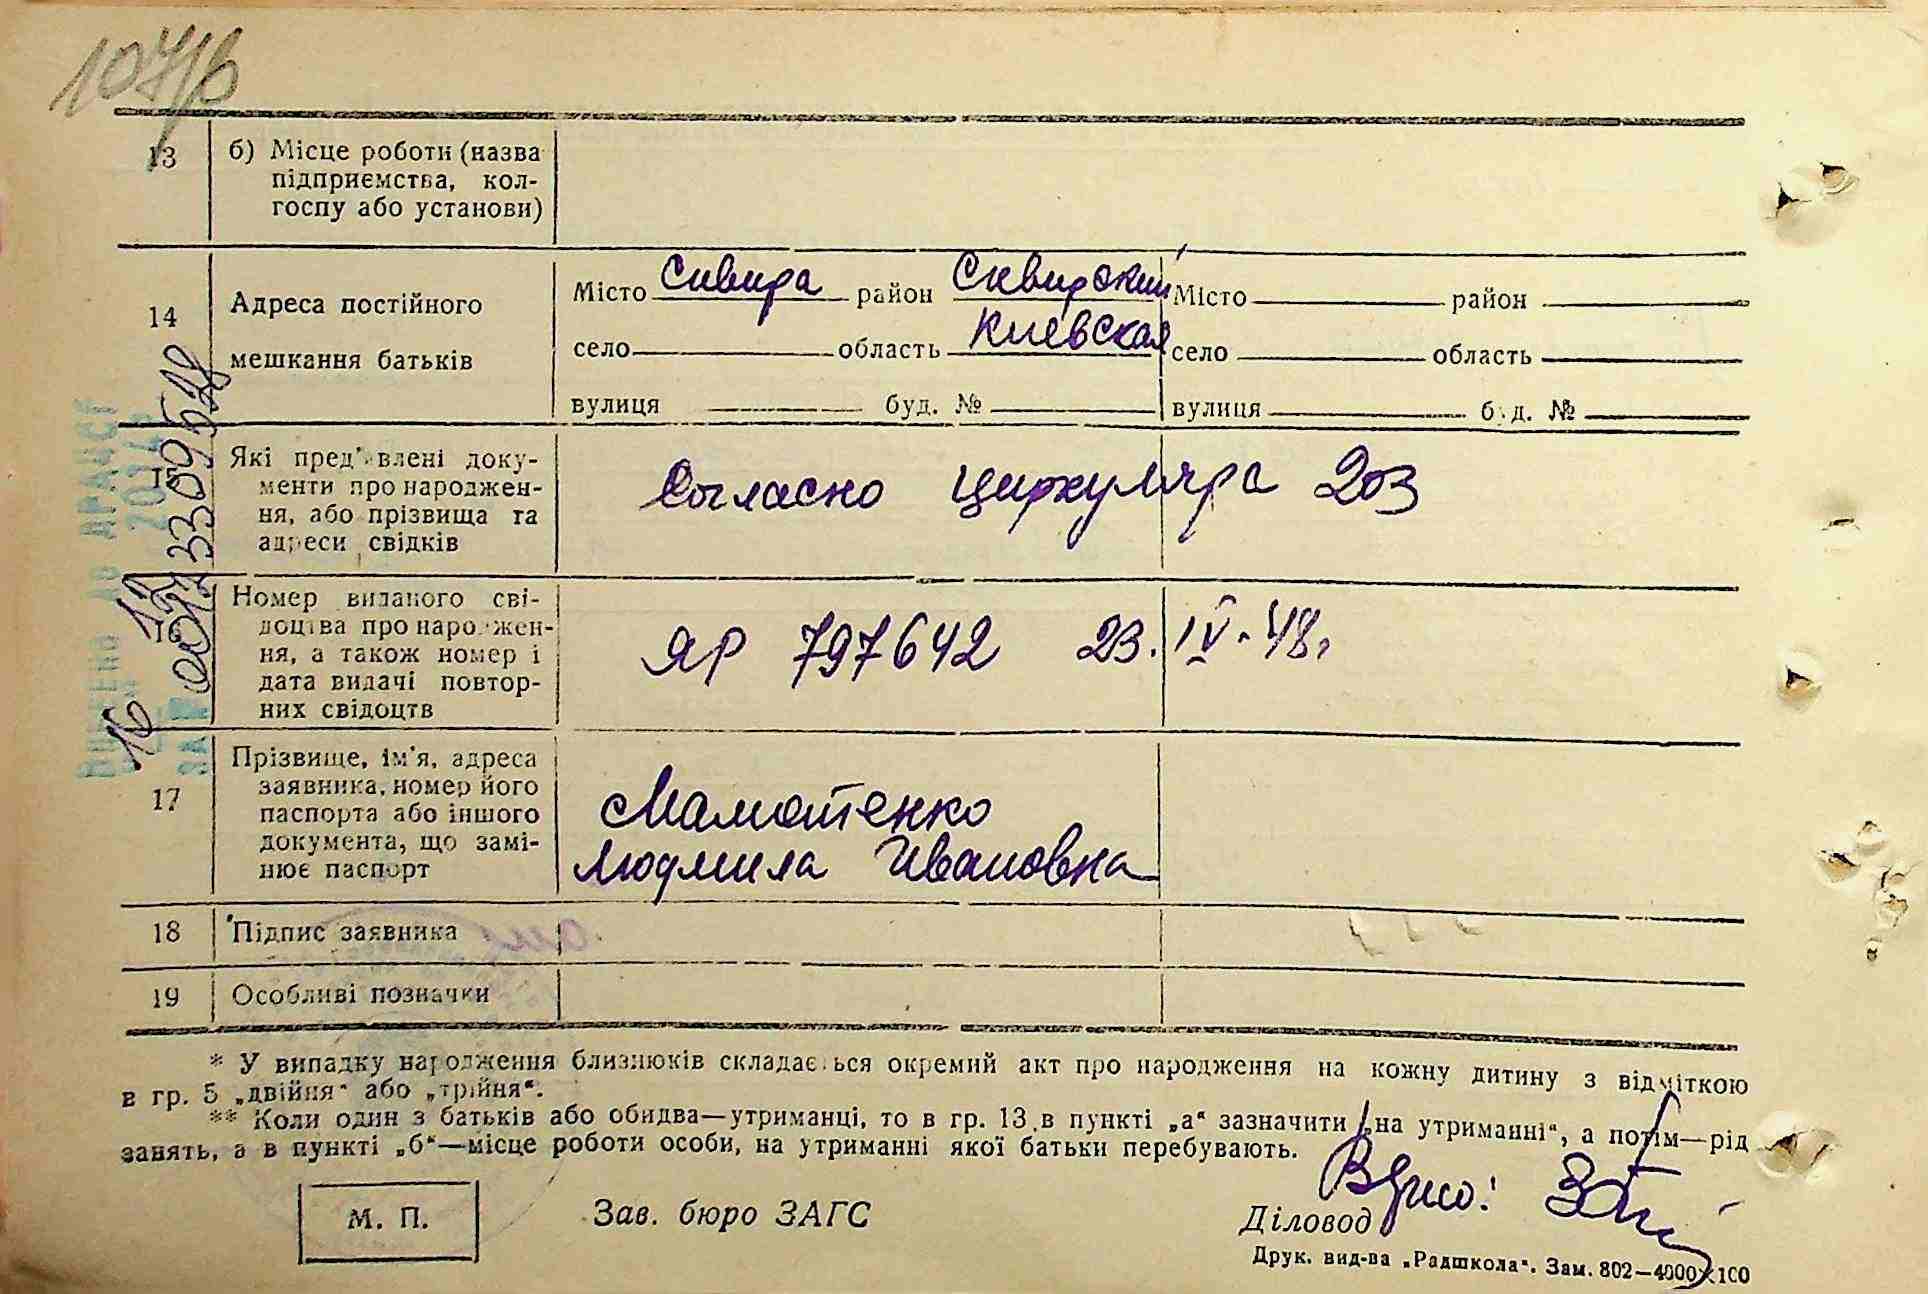 107/6
13 б) Місце роботи (назва
підприємства, кол-
госпу або установи)
14 Адреса постійного
мешкання батьків
Місто Сквира район Сквирский
село область Киевская
вулиця буд. №
Місто район
село область
вулиця буд. №
15 Які пред'явлені доку-
менти про народжен-
ня, або прізвища та
адреси свідків
Согласно Циркуляра 203
16 Номер виданого сві-
доцтва про народжен-
ня, а також номер і
дата видачі повтор-
них свідоцтв
ЯР 797642 23. IV. 48г
17 Прізвище, ім'я, адреса
заявника, номер його
паспорта або іншого
документа, що замі-
нює паспорт
Маматенко
Людмила Ивановна
18 Підпис заявника
19 Особливі позначки
* У випадку народження близнюків складається окремий акт про народження на кожну дитину з відміткою
в гр. 5 „двійня“ або „трійня“.
** Коли один з батьків або обидва—утриманці, то в гр. 13 в пункті „а“ зазначити „на утриманні“, а потім—рід
занять, а в пункті „б“—місце роботи особи, на утриманні якої батьки перебувають.
М. П.
Зав. бюро ЗАГС
Діловод
Друк. вид-ва „Радшкола“. Зам. 802—4000×100